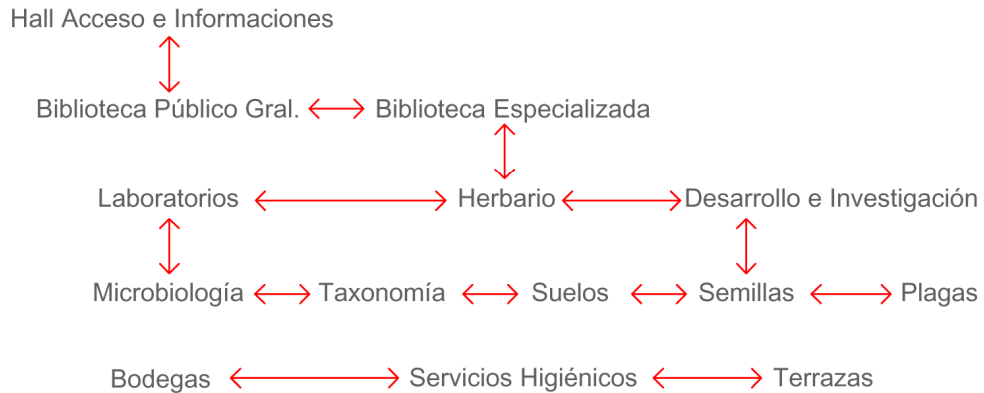 Hall Acceso e Informaciones
Biblioteca Público Gral. Biblioteca Especializada
Laboratorios Herbario Desarrollo e Investigación
Microbiología Taxonomía Suelos Semillas Plagas
Bodegas Servicios Higiénicos Terrazas